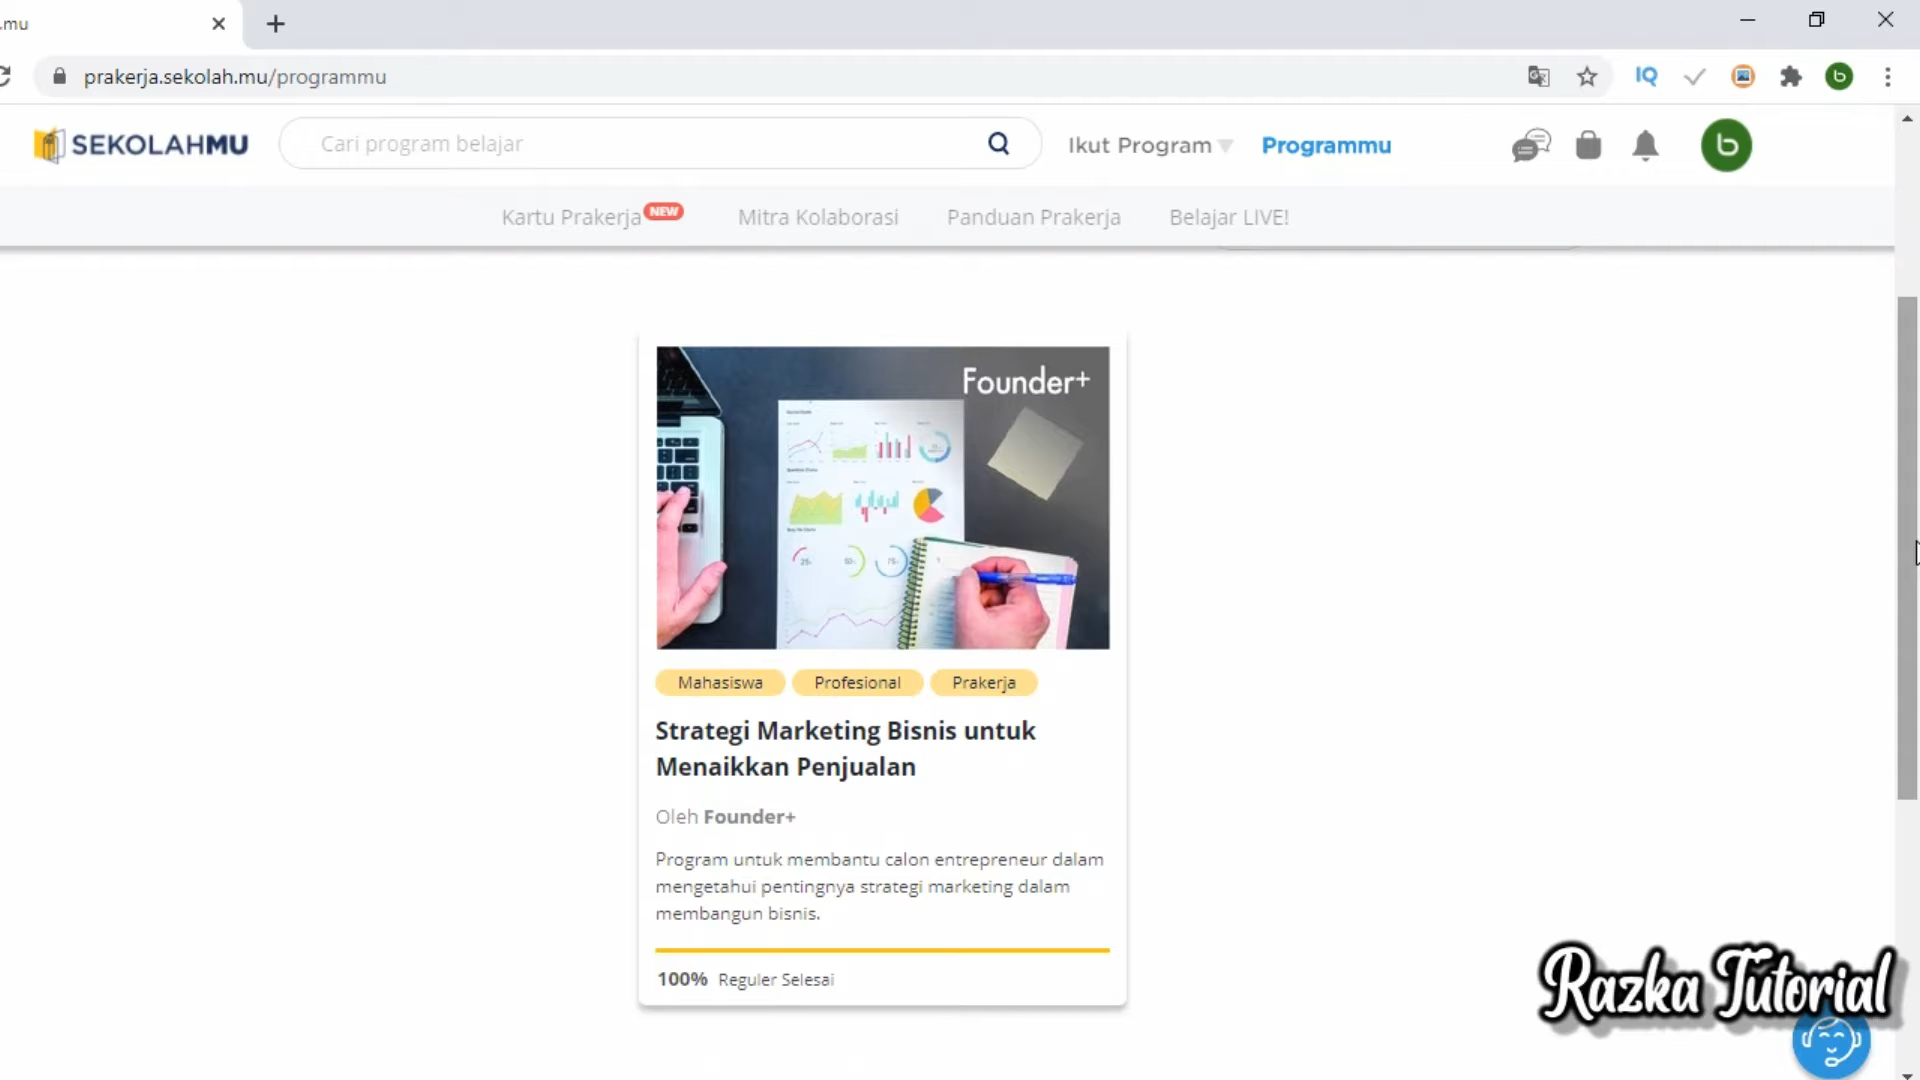 .mu
prakerja.sekolah.mu/programmu
IQ
b
SEKOLAHMU
Cari program belajar
Ikut Program
Programmu
b
Kartu Prakerja NEW
Mitra Kolaborasi
Panduan Prakerja
Belajar LIVE!
Founder+
Mahasiswa
Profesional
Prakerja
Strategi Marketing Bisnis untuk
Menaikkan Penjualan
Oleh Founder+
Program untuk membantu calon entrepreneur dalam
mengetahui pentingnya strategi marketing dalam
membangun bisnis.
100% Reguler Selesai
Razka Tutorial